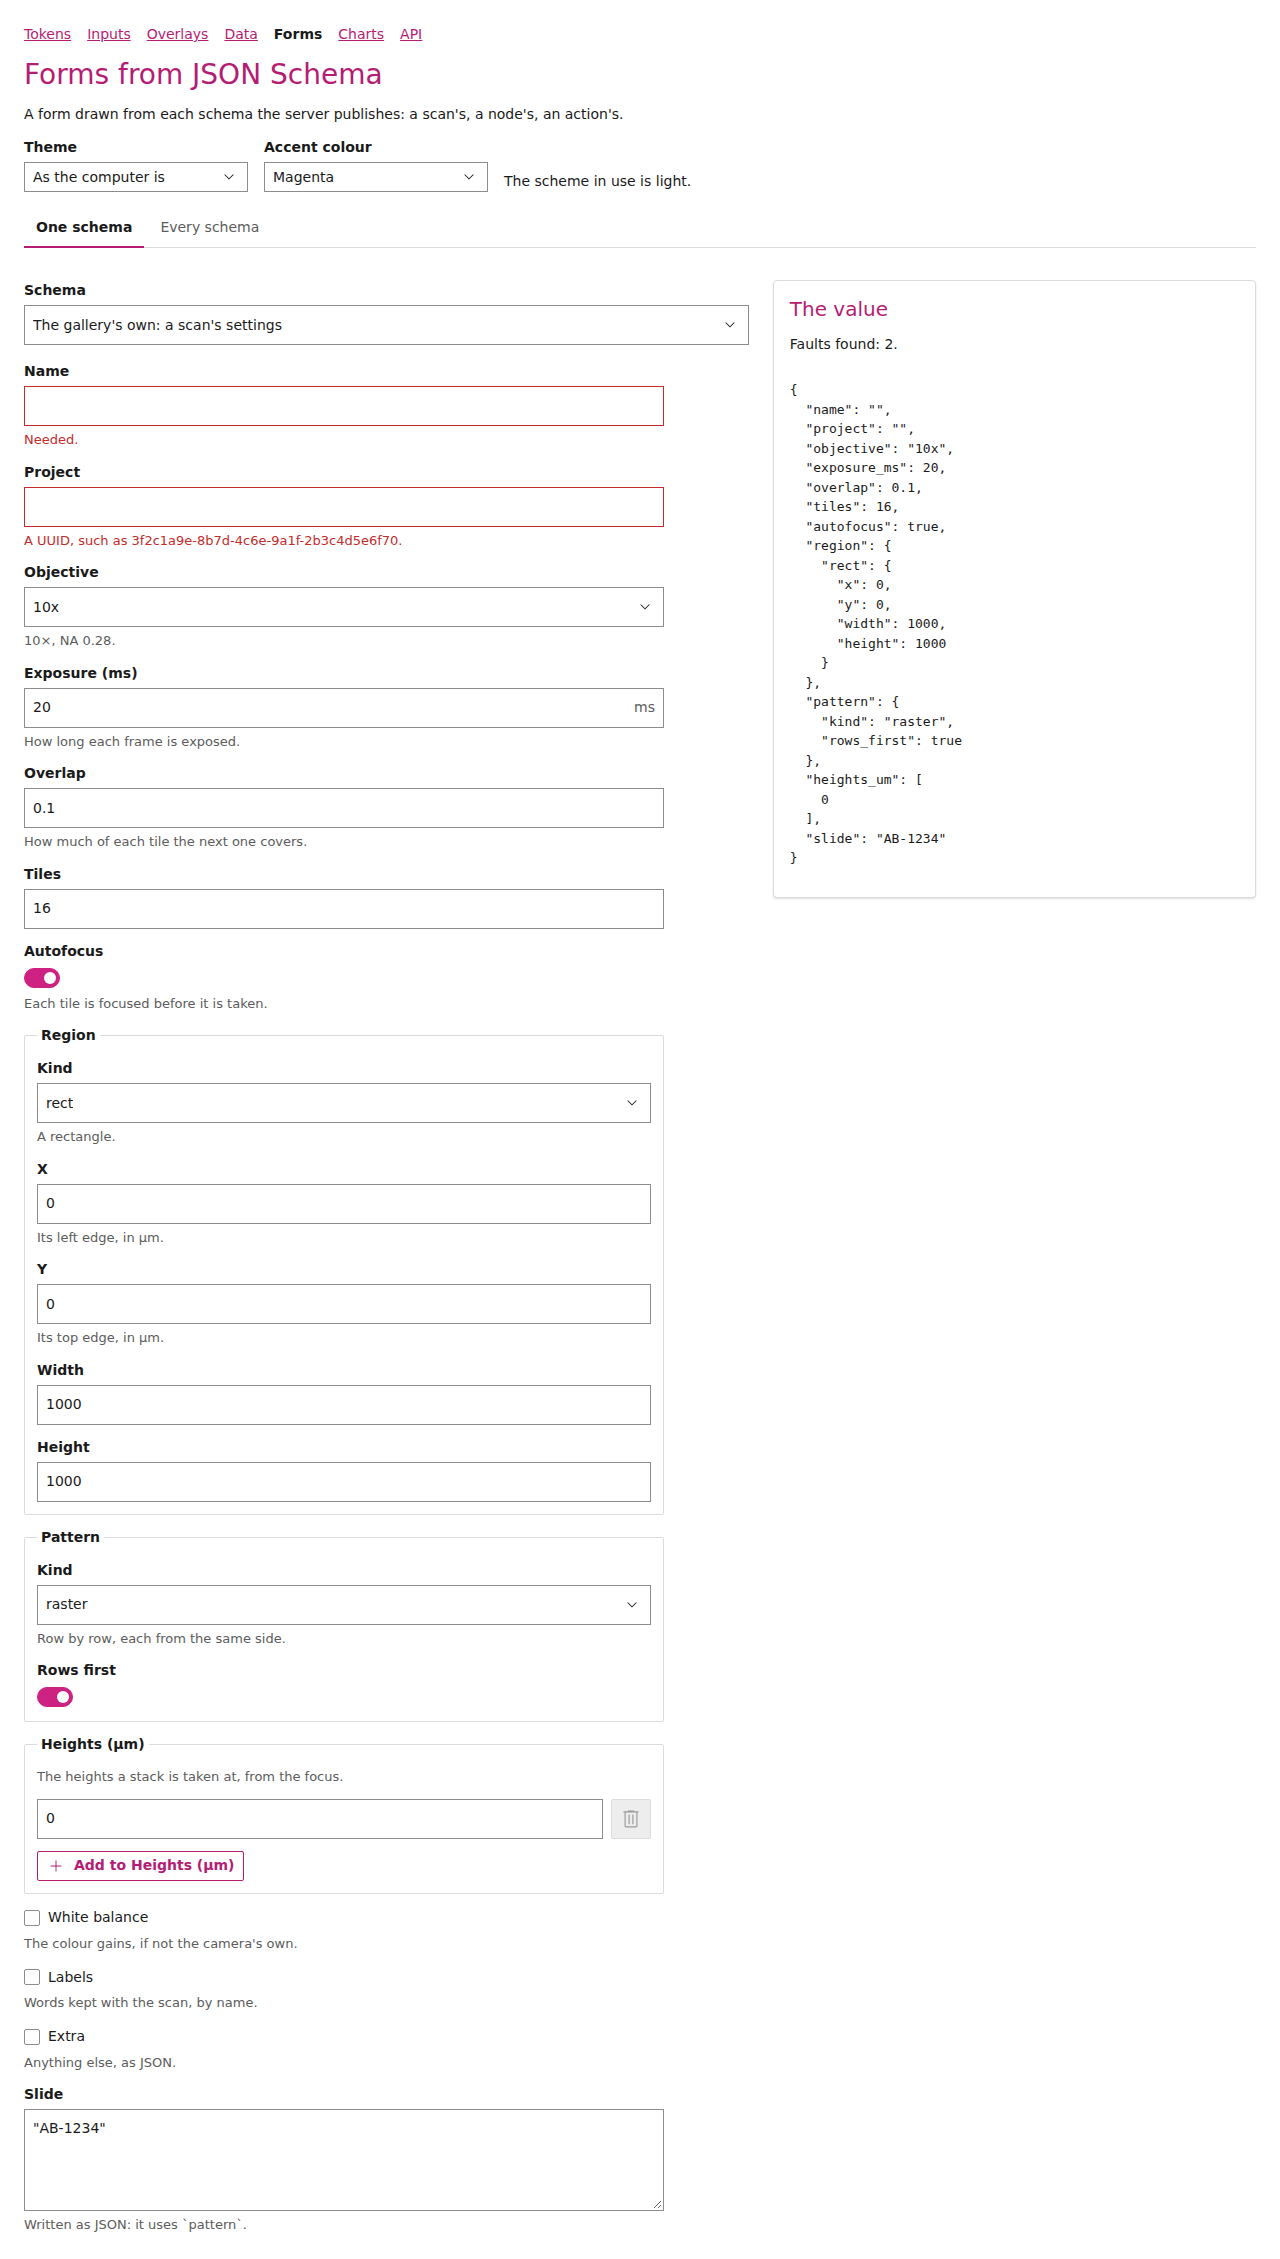 Tokens Inputs Overlays Data Forms Charts API
Forms from JSON Schema
A form drawn from each schema the server publishes: a scan's, a node's, an action's.
Theme
As the computer is
Accent colour
Magenta
The scheme in use is light.
One schema Every schema
Schema
The gallery's own: a scan's settings
Name
Needed.
Project
A UUID, such as 3f2c1a9e-8b7d-4c6e-9a1f-2b3c4d5e6f70.
Objective
10x
10×, NA 0.28.
Exposure (ms)
20 ms
How long each frame is exposed.
Overlap
0.1
How much of each tile the next one covers.
Tiles
16
Autofocus
Each tile is focused before it is taken.
Region
Kind
rect
A rectangle.
X
0
Its left edge, in µm.
Y
0
Its top edge, in µm.
Width
1000
Height
1000
Pattern
Kind
raster
Row by row, each from the same side.
Rows first
Heights (µm)
The heights a stack is taken at, from the focus.
0
Add to Heights (µm)
White balance
The colour gains, if not the camera's own.
Labels
Words kept with the scan, by name.
Extra
Anything else, as JSON.
Slide
"AB-1234"
Written as JSON: it uses `pattern`.
The value
Faults found: 2.
{
  "name": "",
  "project": "",
  "objective": "10x",
  "exposure_ms": 20,
  "overlap": 0.1,
  "tiles": 16,
  "autofocus": true,
  "region": {
    "rect": {
      "x": 0,
      "y": 0,
      "width": 1000,
      "height": 1000
    }
  },
  "pattern": {
    "kind": "raster",
    "rows_first": true
  },
  "heights_um": [
    0
  ],
  "slide": "AB-1234"
}